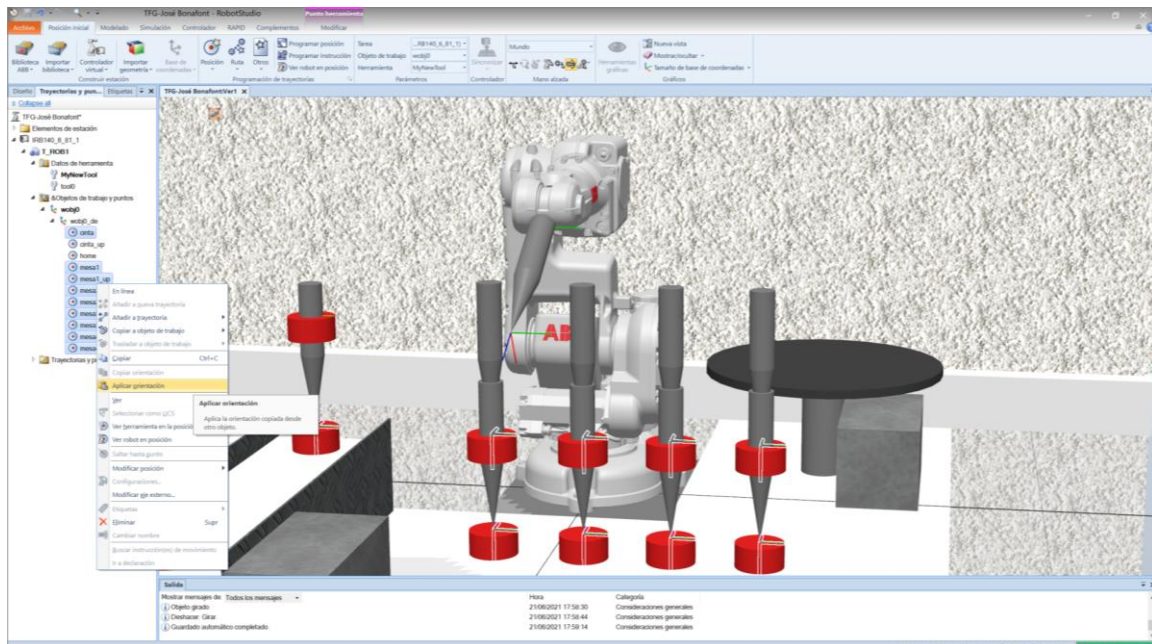 TFG-José Bonafont - RobotStudio
Punto herramienta
Archivo Posición inicial Modelado Simulación Controlador RAPID Complementos Modificar
Biblioteca ABB
Importar biblioteca
Controlador virtual
Importar geometría
Base de coordenadas
Construir estación
Posición
Ruta
Otros
Programar posición
Programar instrucción
Ver robot en posición
Programación de trayectorias
Tarea
Objeto de trabajo wobj0
Herramienta MyNewTool
Parámetros
Sincronizar
Controlador
Mundo
Mano alzada
Herramientas gráficas
Nueva vista
Mostrar/ocultar
Tamaño de base de coordenadas
Gráficos
Diseño Trayectorias y pun... Etiquetas
Collapse all
TFG-José Bonafont*
Elementos de estación
IRB140_6_81_1
T_ROB1
Datos de herramienta
MyNewTool
tool0
&Objetos de trabajo y puntos
wobj0
wobj0_de
cinta
cinta_up
home
mesa1
mesa1_up
Trayectorias y p
TFG-José Bonafont:Ver1
En línea
Añadir a nueva trayectoria
Añadir a trayectoria
Copiar a objeto de trabajo
Trasladar a objeto de trabajo
Copiar Ctrl+C
Copiar orientación
Aplicar orientación
Ver
Seleccionar como UCS
Ver herramienta en la posición
Ver robot en posición
Saltar hasta punto
Modificar posición
Configuraciones...
Modificar eje externo...
Etiquetas
Eliminar Supr
Cambiar nombre
Buscar instrucción(es) de movimiento
Ir a declaración
Aplicar orientación
Aplica la orientación copiada desde
otro objeto.
ABB
Salida
Mostrar mensajes de: Todos los mensajes Hora Categoría
Objeto girado 21/06/2021 17:58:30 Consideraciones generales
Deshacer: Girar 21/06/2021 17:58:44 Consideraciones generales
Guardado automático completado 21/06/2021 17:59:14 Consideraciones generales